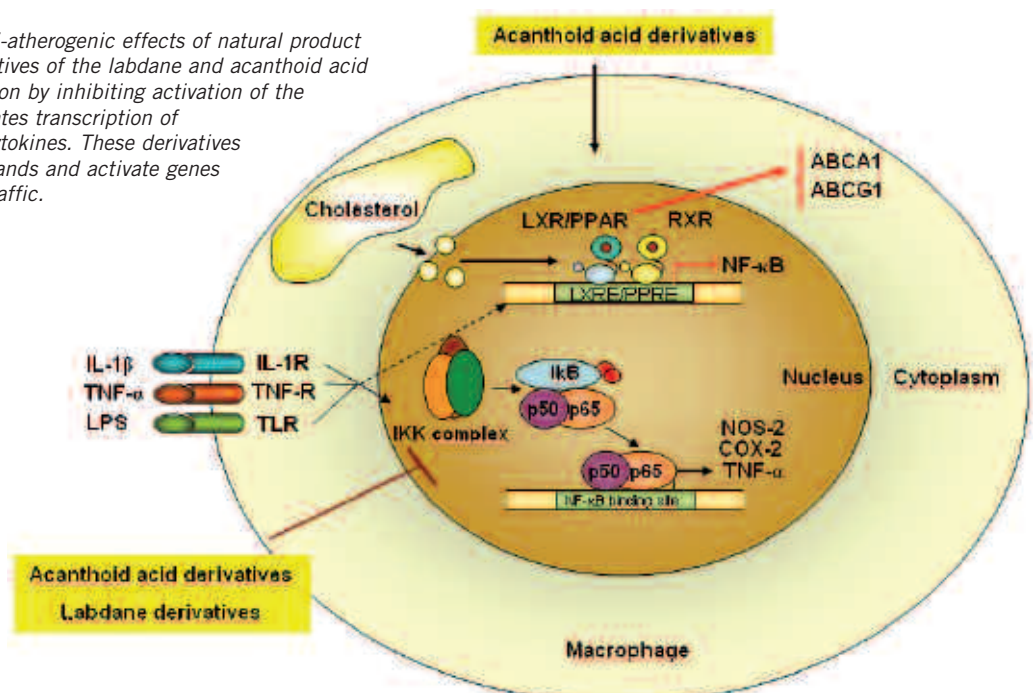 l-atherogenic effects of natural product
tives of the labdane and acanthoid acid
on by inhibiting activation of the
ates transcription of
ytokines. These derivatives
ands and activate genes
affic.
Acanthoid acid derivatives
ABCA1
ABCG1
Cholesterol
LXR/PPAR RXR
NF-κB
LXRE/PPRE
IL-1β IL-1R
TNF-α TNF-R
LPS TLR
IKK complex
IkB
p50 p65
Nucleus Cytoplasm
NOS-2
COX-2
TNF-α
p50 p65
NF-κB binding site
Acanthoid acid derivatives
Labdane derivatives
Macrophage